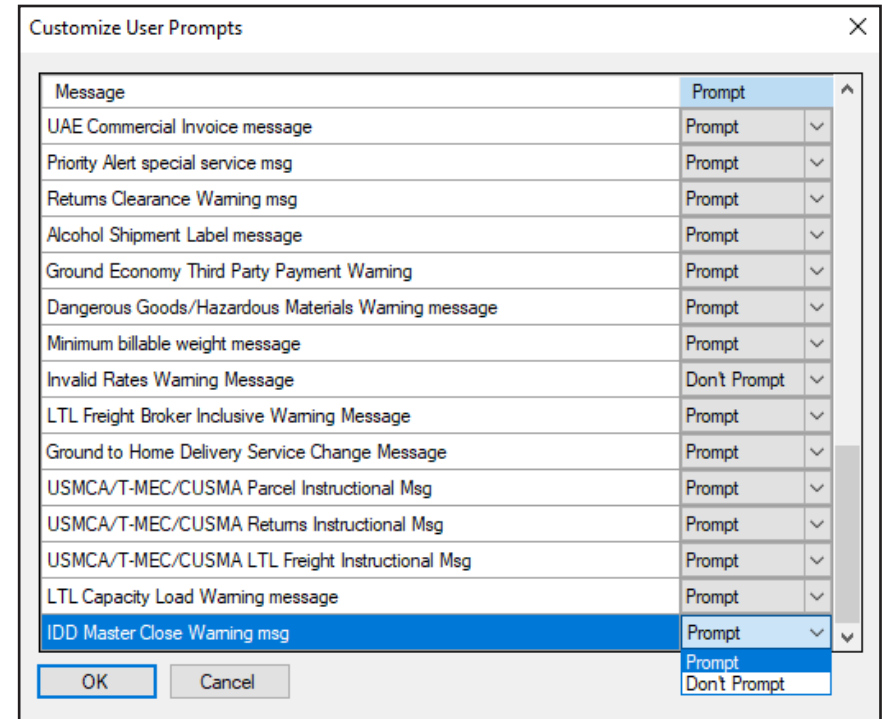 Customize User Prompts
Message Prompt
UAE Commercial Invoice message Prompt
Priority Alert special service msg Prompt
Returns Clearance Warning msg Prompt
Alcohol Shipment Label message Prompt
Ground Economy Third Party Payment Warning Prompt
Dangerous Goods/Hazardous Materials Warning message Prompt
Minimum billable weight message Prompt
Invalid Rates Warning Message Don't Prompt
LTL Freight Broker Inclusive Warning Message Prompt
Ground to Home Delivery Service Change Message Prompt
USMCA/T-MEC/CUSMA Parcel Instructional Msg Prompt
USMCA/T-MEC/CUSMA Returns Instructional Msg Prompt
USMCA/T-MEC/CUSMA LTL Freight Instructional Msg Prompt
LTL Capacity Load Warning message Prompt
IDD Master Close Warning msg Prompt
Prompt
Don't Prompt
OK Cancel